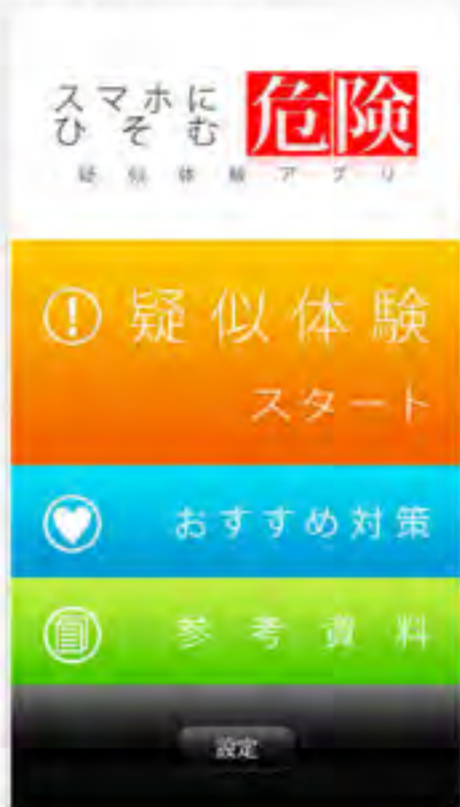 スマホに
ひそむ
危険
疑似体験アプリ
疑似体験
スタート
おすすめ対策
参考資料
設定